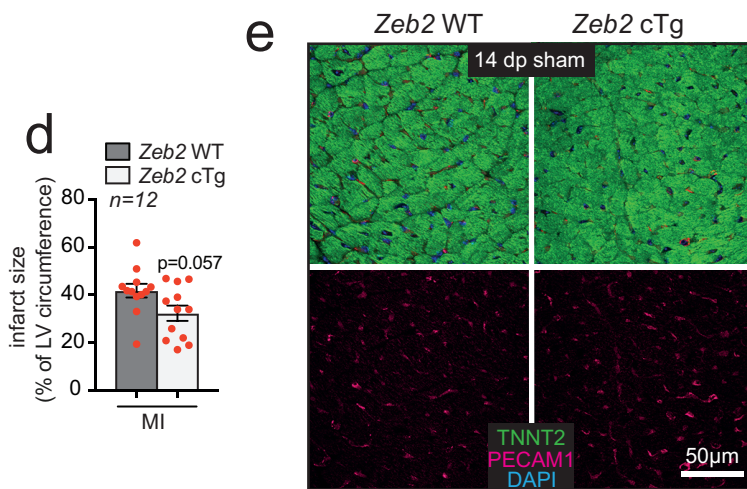 d
Zeb2 WT
Zeb2 cTg
n=12
p=0.057
infarct size
(% of LV circumference)
80
60
40
20
0
MI
e
Zeb2 WT
Zeb2 cTg
14 dp sham
TNNT2
PECAM1
DAPI
50µm